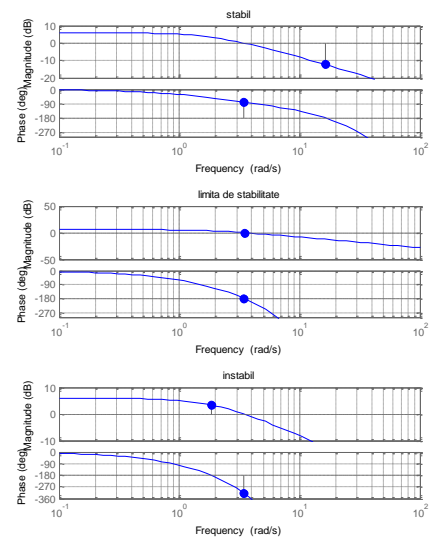 stabil
Magnitude (dB)
10
0
-10
-20
Phase (deg)
0
-90
-180
-270
10^-1
10^0
10^1
10^2
Frequency (rad/s)
limita de stabilitate
Magnitude (dB)
50
0
-50
Phase (deg)
0
-90
-180
-270
10^-1
10^0
10^1
10^2
Frequency (rad/s)
instabil
Magnitude (dB)
10
0
-10
Phase (deg)
0
-90
-180
-270
-360
10^-1
10^0
10^1
10^2
Frequency (rad/s)